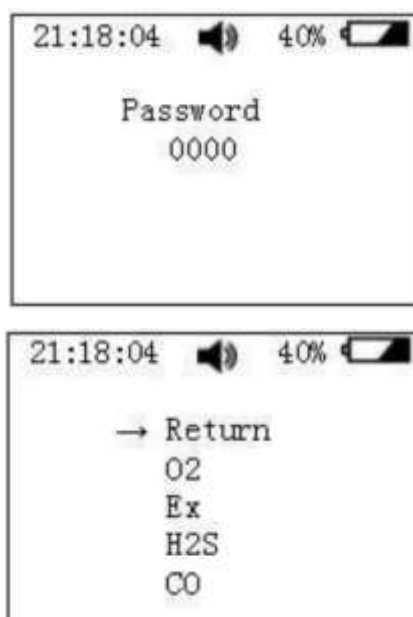 21:18:04 40%
Password
0000
21:18:04 40%
→ Return
O2
Ex
H2S
CO